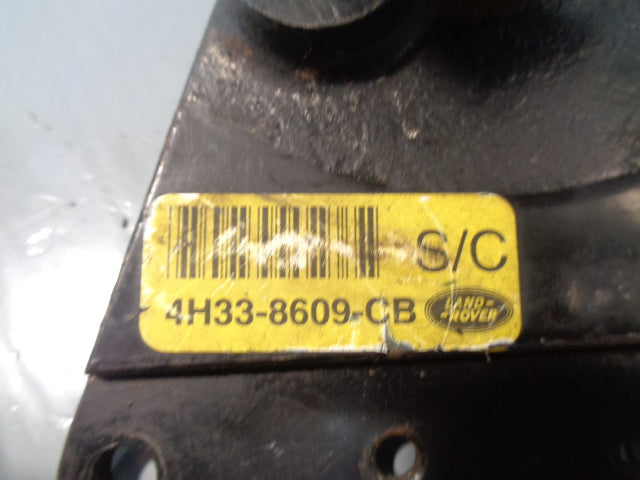 S/C
4H33-8609-CB
LAND-
-ROVER